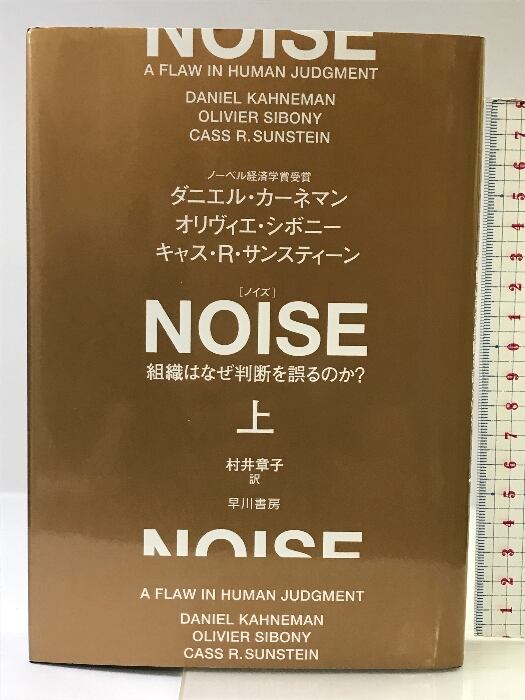 NOISE
A FLAW IN HUMAN JUDGMENT
DANIEL KAHNEMAN
OLIVIER SIBONY
CASS R. SUNSTEIN
ノーベル経済学賞受賞
ダニエル・カーネマン
オリヴィエ・シボニー
キャス・R・サンスティーン
[ノイズ]
NOISE
組織はなぜ判断を誤るのか?
上
村井章子
訳
早川書房
NOISE
A FLAW IN HUMAN JUDGMENT
DANIEL KAHNEMAN
OLIVIER SIBONY
CASS R. SUNSTEIN